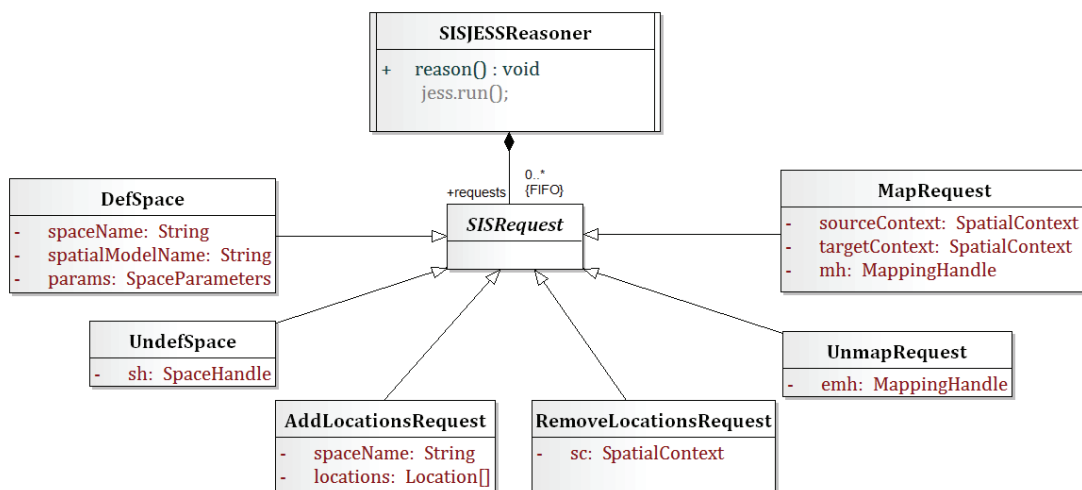 SISJESSReasoner
+ reason() : void
jess.run();
0..*
+requests {FIFO}
DefSpace
- spaceName: String
- spatialModelName: String
- params: SpaceParameters
SISRequest
MapRequest
- sourceContext: SpatialContext
- targetContext: SpatialContext
- mh: MappingHandle
UndefSpace
- sh: SpaceHandle
UnmapRequest
- emh: MappingHandle
AddLocationsRequest
- spaceName: String
- locations: Location[]
RemoveLocationsRequest
- sc: SpatialContext